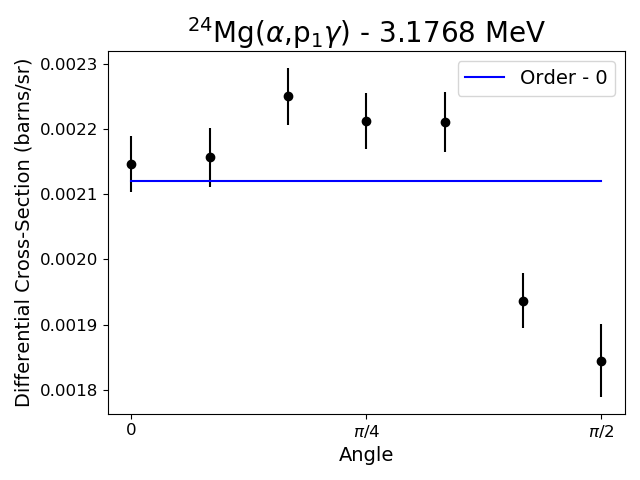 ²⁴Mg(α,p₁γ) - 3.1768 MeV
Order - 0
Differential Cross-Section (barns/sr)
0.0023
0.0022
0.0021
0.0020
0.0019
0.0018
0
π/4
π/2
Angle